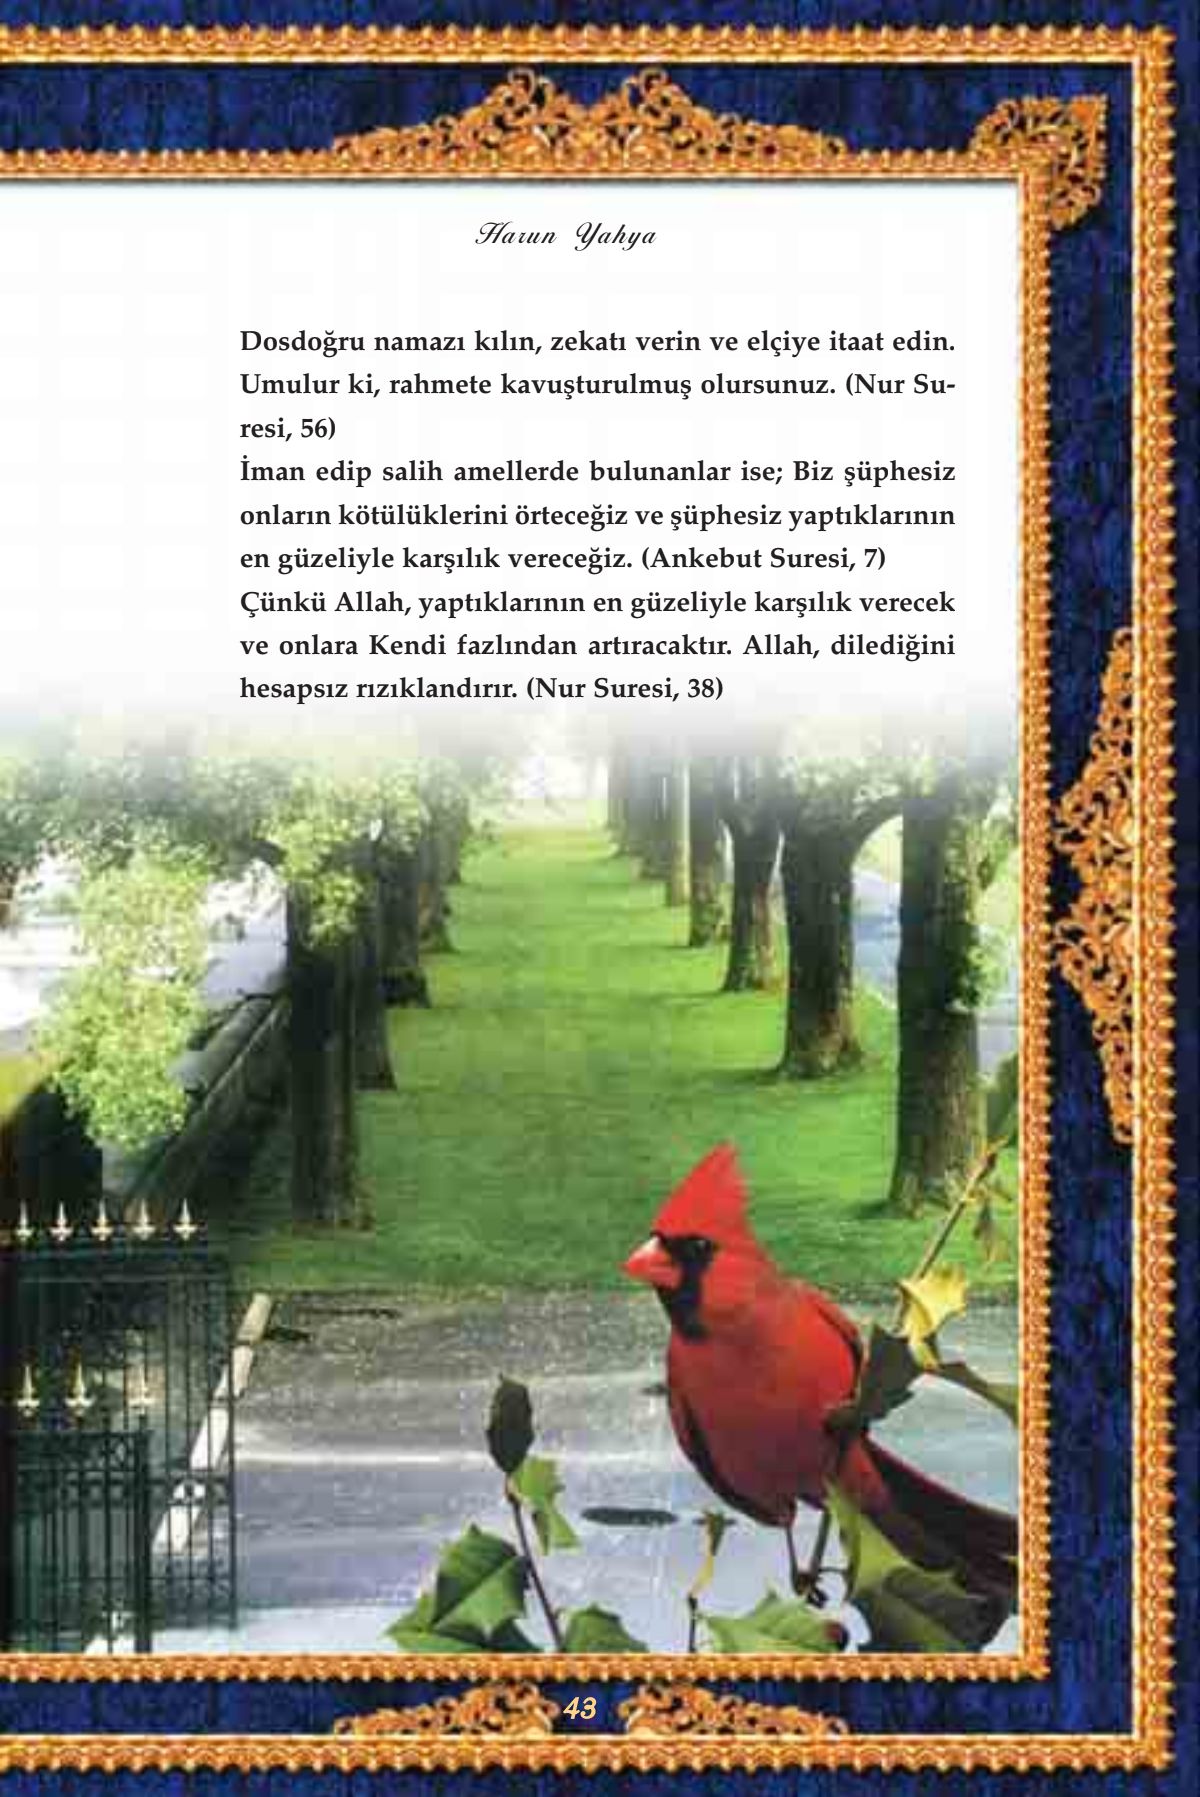 Harun Yahya
Dosdoğru namazı kılın, zekatı verin ve elçiye itaat edin.
Umulur ki, rahmete kavuşturulmuş olursunuz. (Nur Su-
resi, 56)
İman edip salih amellerde bulunanlar ise; Biz şüphesiz
onların kötülüklerini örteceğiz ve şüphesiz yaptıklarının
en güzeliyle karşılık vereceğiz. (Ankebut Suresi, 7)
Çünkü Allah, yaptıklarının en güzeliyle karşılık verecek
ve onlara Kendi fazlından artıracaktır. Allah, dilediğini
hesapsız rızıklandırır. (Nur Suresi, 38)
43